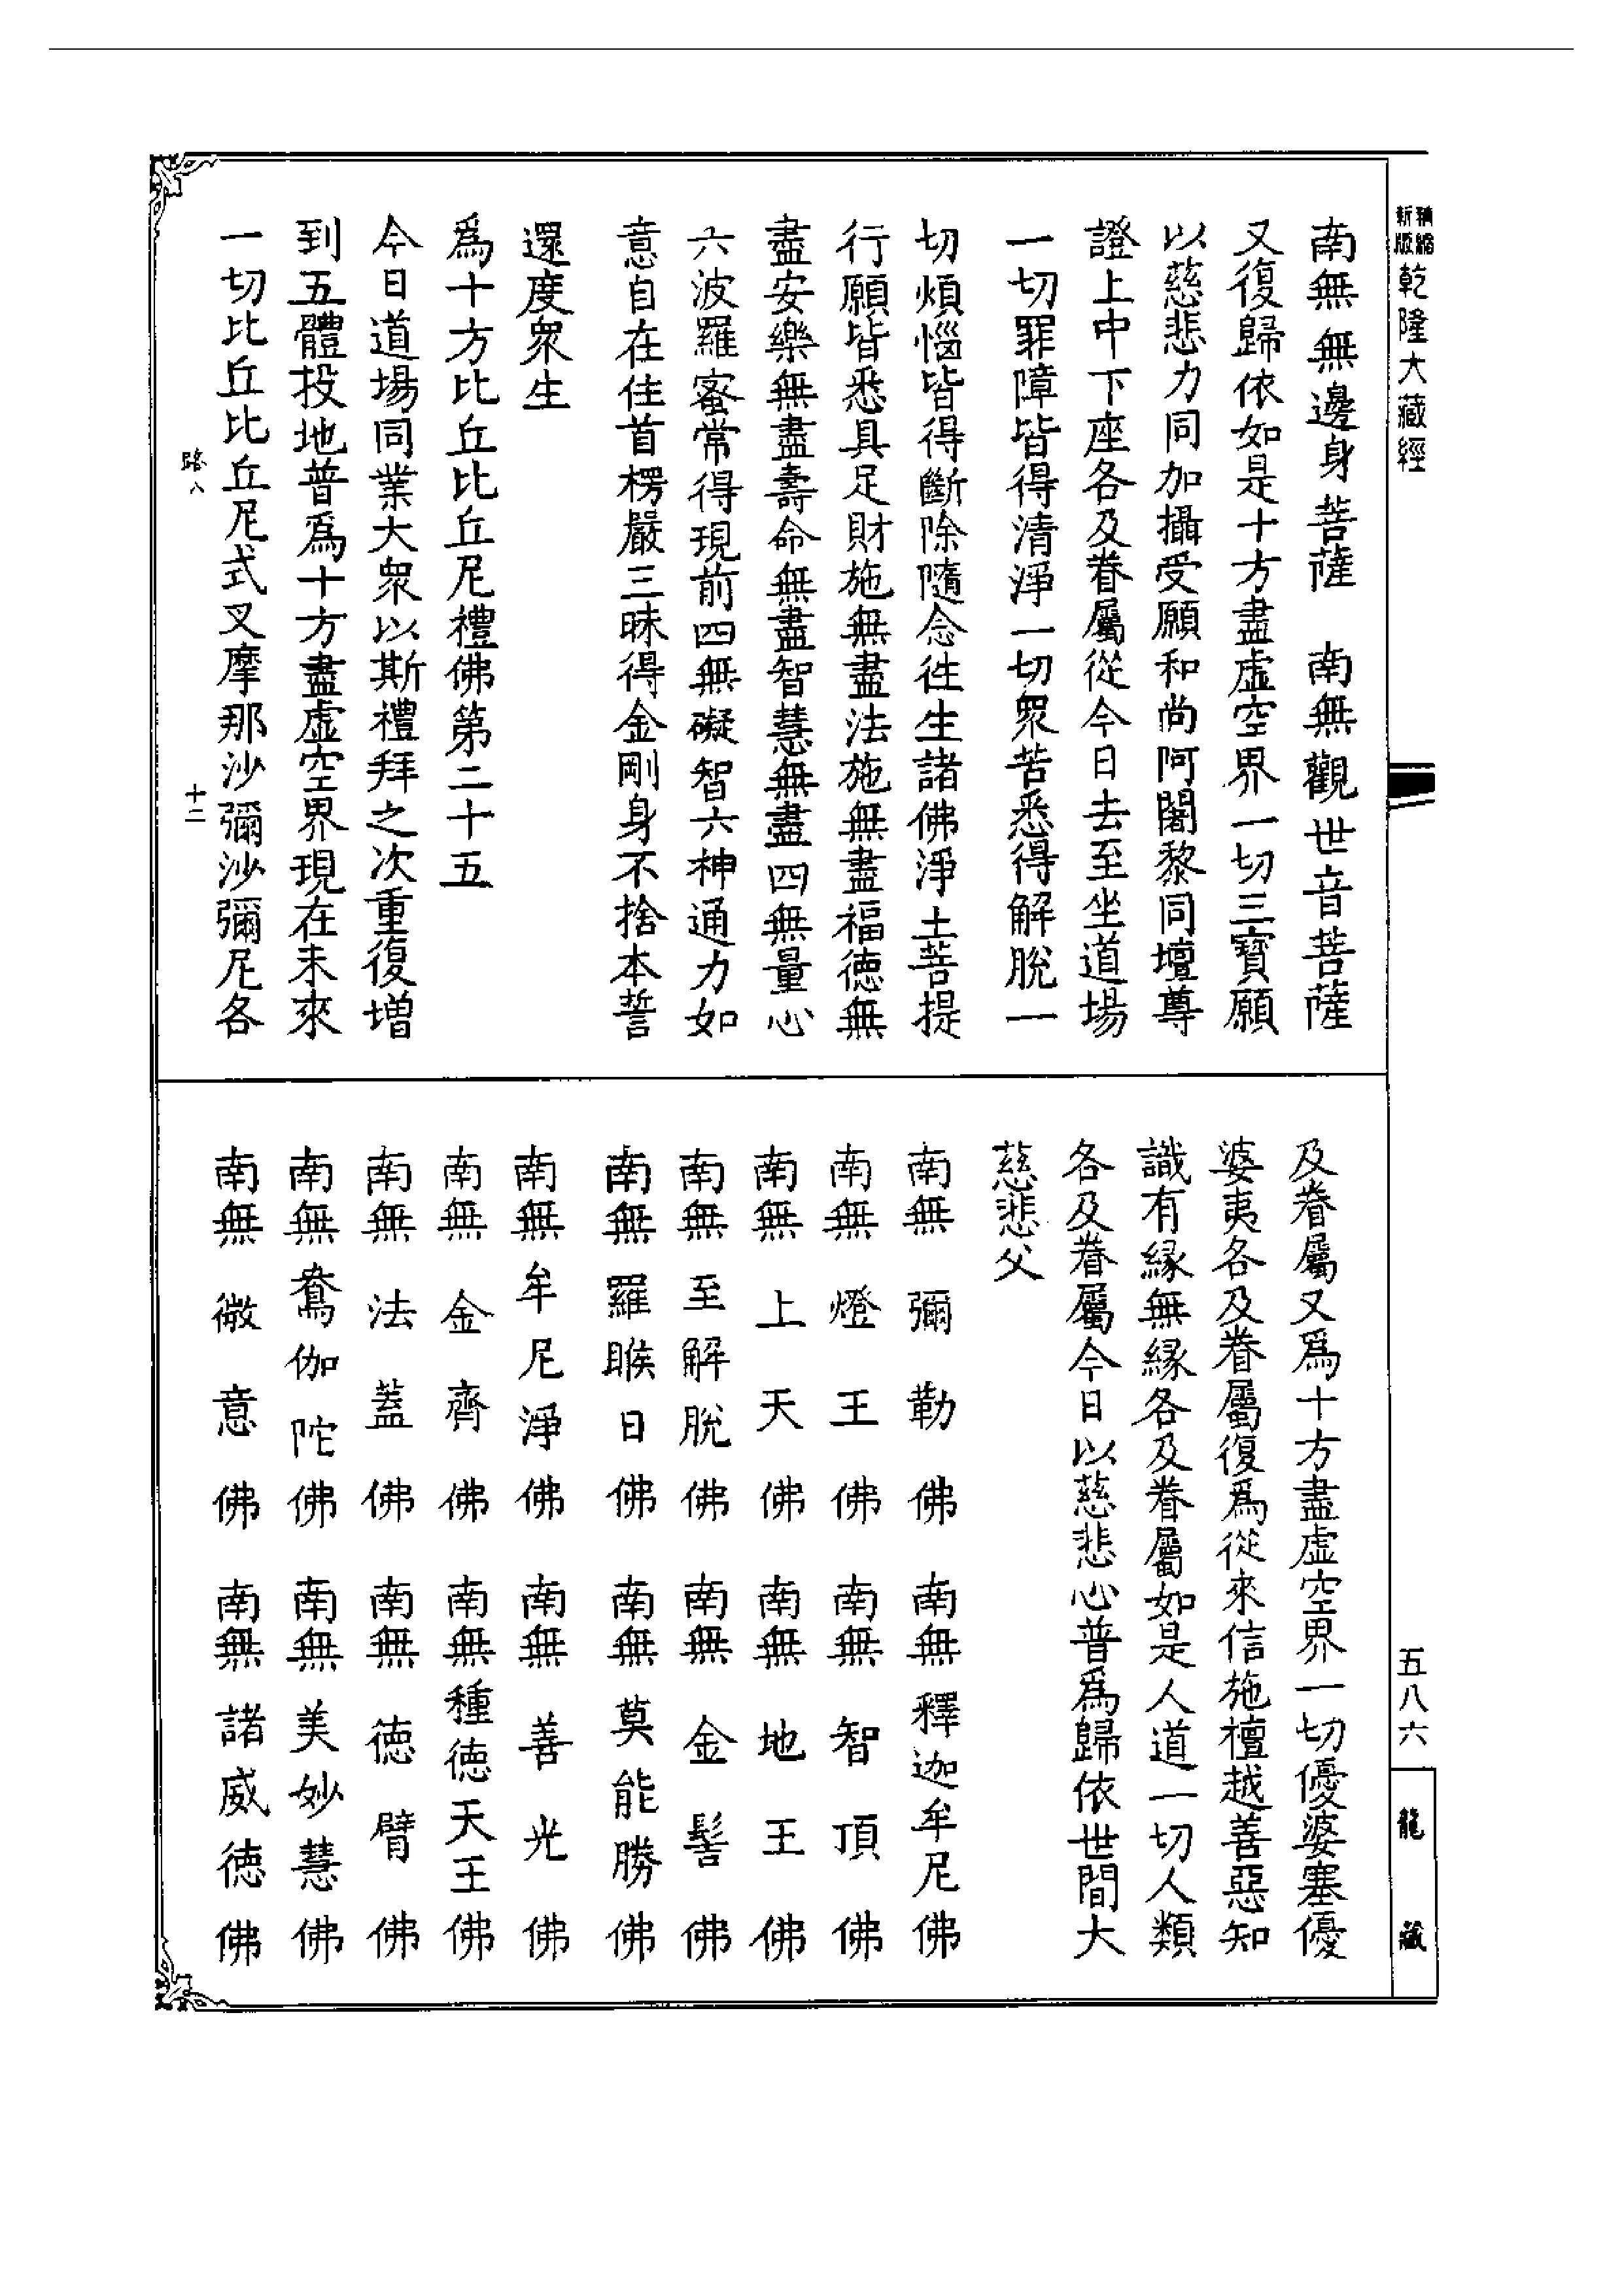 精縮新版乾隆大藏經
五八六
龍藏
南無無邊身菩薩　南無觀世音菩薩
又復歸依如是十方盡虛空界一切三寶願
以慈悲力同加攝受願和尚阿闍黎同壇尊
證上中下座各及眷屬從今日去至坐道場
一切罪障皆得清淨一切眾苦悉得解脫一
切煩惱皆得斷除隨念往生諸佛淨土菩提
行願皆悉具足財施無盡法施無盡福德無
盡安樂無盡壽命無盡智慧無盡四無量心
六波羅蜜常得現前四無礙智六神通力如
意自在住首楞嚴三昧得金剛身不捨本誓
還度眾生
爲十方比丘比丘尼禮佛第二十五
今日道場同業大眾以斯禮拜之次重復增
到五體投地普爲十方盡虛空界現在未來
一切比丘比丘尼式叉摩那沙彌沙彌尼各
路八　十二
及眷屬又爲十方盡虛空界一切優婆塞優
婆夷各及眷屬復爲從來信施檀越善惡知
識有緣無緣各及眷屬如是人道一切人類
各及眷屬今日以慈悲心普爲歸依世間大
慈悲父
南無彌勒佛　南無釋迦牟尼佛
南無燈王佛　南無智頂佛
南無上天佛　南無地王佛
南無至解脫佛　南無金髻佛
南無羅睺日佛　南無莫能勝佛
南無牟尼淨佛　南無善光佛
南無金齊佛　南無種德天王佛
南無法蓋佛　南無德臂佛
南無鴦伽陀佛　南無美妙慧佛
南無微意佛　南無諸威德佛